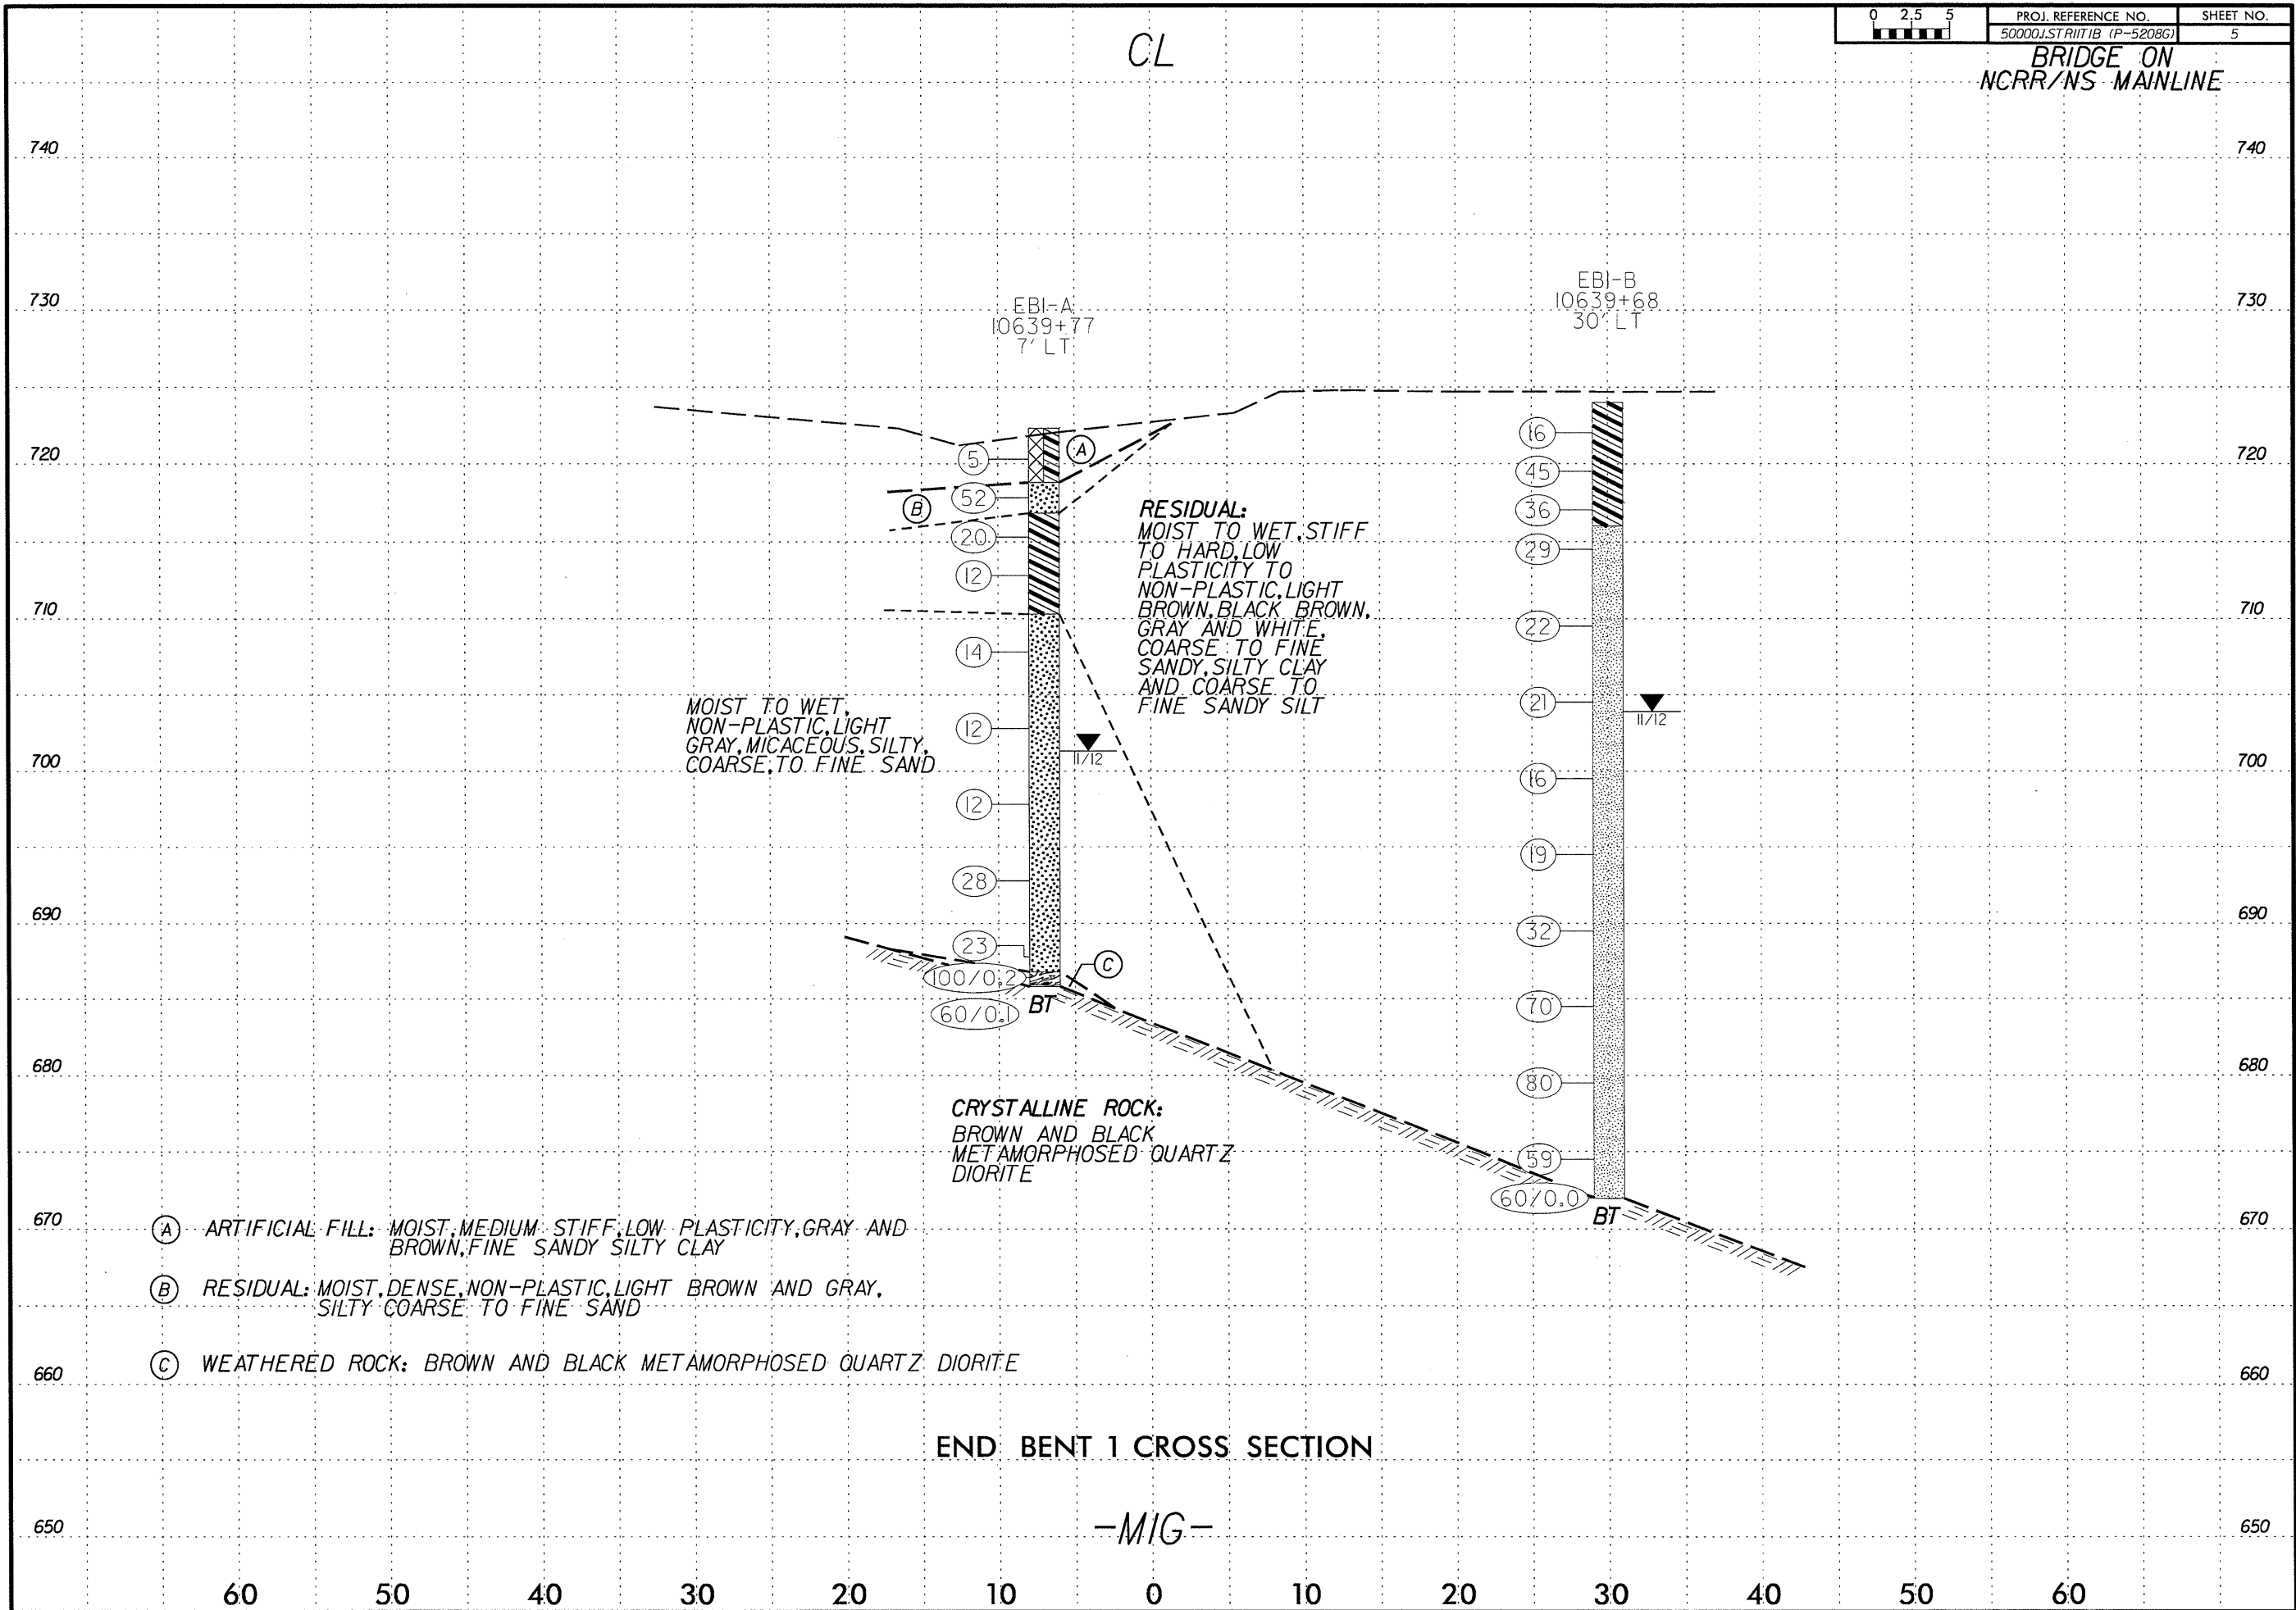 0 2.5 5
PROJ. REFERENCE NO.
SHEET NO.
5
BRIDGE ON
NCRR/NS MAINLINE
CL
740 740
730 730
EB1-A
10639+77
7' LT
EB1-B
10639+68
30' LT
720 720
710 710
700 700
690 690
680 680
670 670
660 660
650 650
5
52
20
12
14
12
12
28
23
100/0.2
60/0.1
BT
A
B
C
11/12
16
45
36
29
22
21
16
19
32
70
80
59
60/0.0
BT
11/12
RESIDUAL:
MOIST TO WET, STIFF
TO HARD, LOW
PLASTICITY TO
NON-PLASTIC, LIGHT
BROWN, BLACK BROWN,
GRAY AND WHITE,
COARSE TO FINE
SANDY, SILTY CLAY
AND COARSE TO
FINE SANDY SILT
MOIST TO WET,
NON-PLASTIC, LIGHT
GRAY, MICACEOUS, SILTY,
COARSE, TO FINE SAND
CRYSTALLINE ROCK:
BROWN AND BLACK
METAMORPHOSED QUARTZ
DIORITE
A ARTIFICIAL FILL: MOIST, MEDIUM STIFF, LOW PLASTICITY, GRAY AND
BROWN, FINE SANDY SILTY CLAY
B RESIDUAL: MOIST, DENSE, NON-PLASTIC, LIGHT BROWN AND GRAY,
SILTY COARSE TO FINE SAND
C WEATHERED ROCK: BROWN AND BLACK METAMORPHOSED QUARTZ DIORITE
END BENT 1 CROSS SECTION
-M1G-
60 50 40 30 20 10 0 10 20 30 40 50 60